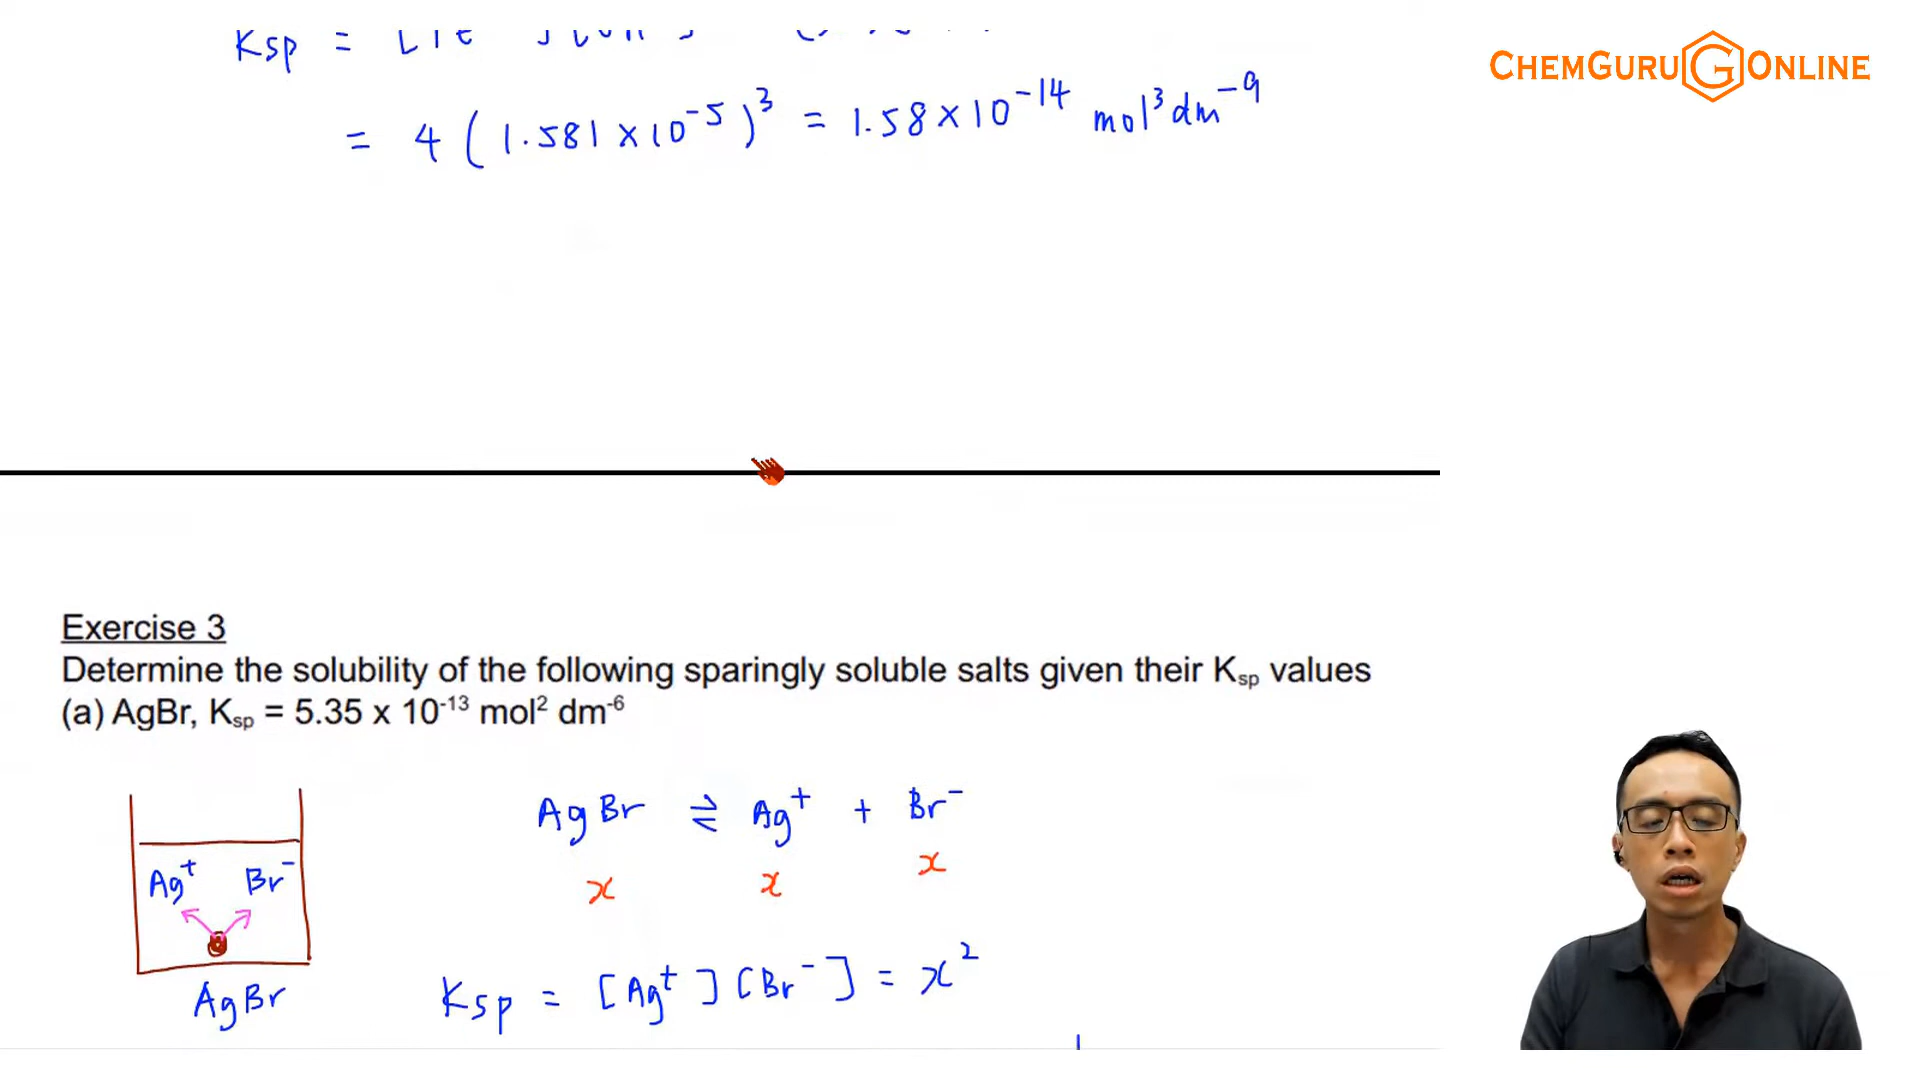 Ksp =
= 4 ( 1.581 × 10⁻⁵ )³ = 1.58 × 10⁻¹⁴ mol³ dm⁻⁹
CHEMGURU G ONLINE
Exercise 3
Determine the solubility of the following sparingly soluble salts given their Ksp values
(a) AgBr, Ksp = 5.35 x 10⁻¹³ mol² dm⁻⁶
AgBr ⇌ Ag⁺ + Br⁻
x x x
Ag⁺ Br⁻
AgBr
Ksp = [Ag⁺][Br⁻] = x²